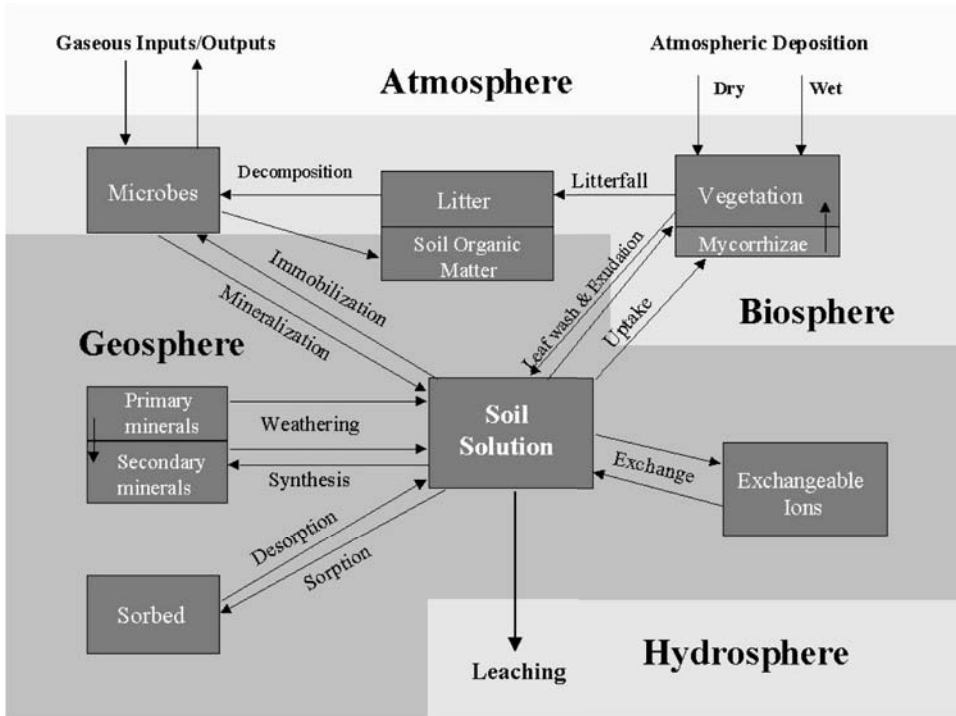 Gaseous Inputs/Outputs
Atmospheric Deposition
Atmosphere
Dry
Wet
Microbes
Decomposition
Litter
Litterfall
Vegetation
Soil Organic
Matter
Mycorrhizae
Immobilization
Mineralization
Leaf wash & Exudation
Uptake
Biosphere
Geosphere
Primary
minerals
Weathering
Soil
Solution
Secondary
minerals
Synthesis
Exchange
Exchangeable
Ions
Desorption
Sorption
Sorbed
Hydrosphere
Leaching